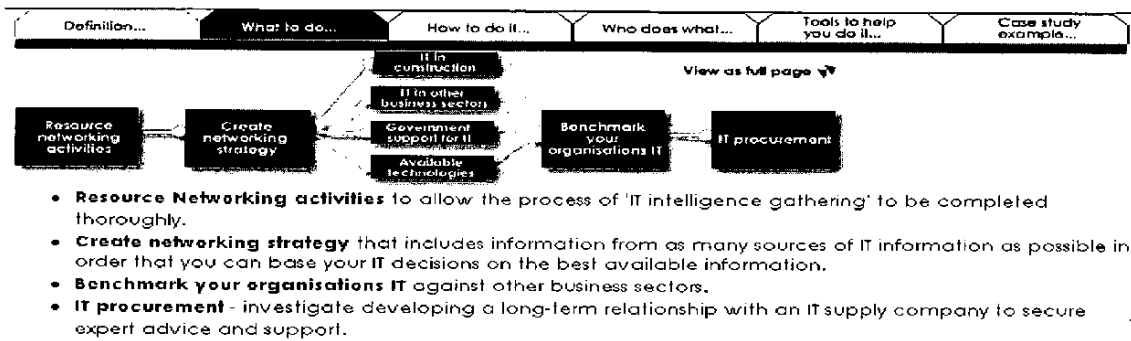 Definition...
What to do...
How to do it...
Who does what...
Tools to help
you do it...
Case study
example...
View as full page
IT in
construction
IT in other
business sectors
Government
support for IT
Available
technologies
Resource
networking
activities
Create
networking
strategy
Benchmark
your
organisations IT
IT procurement
• Resource Networking activities to allow the process of 'IT intelligence gathering' to be completed
thoroughly.
• Create networking strategy that includes information from as many sources of IT information as possible in
order that you can base your IT decisions on the best available information.
• Benchmark your organisations IT against other business sectors.
• IT procurement - investigate developing a long-term relationship with an IT supply company to secure
expert advice and support.